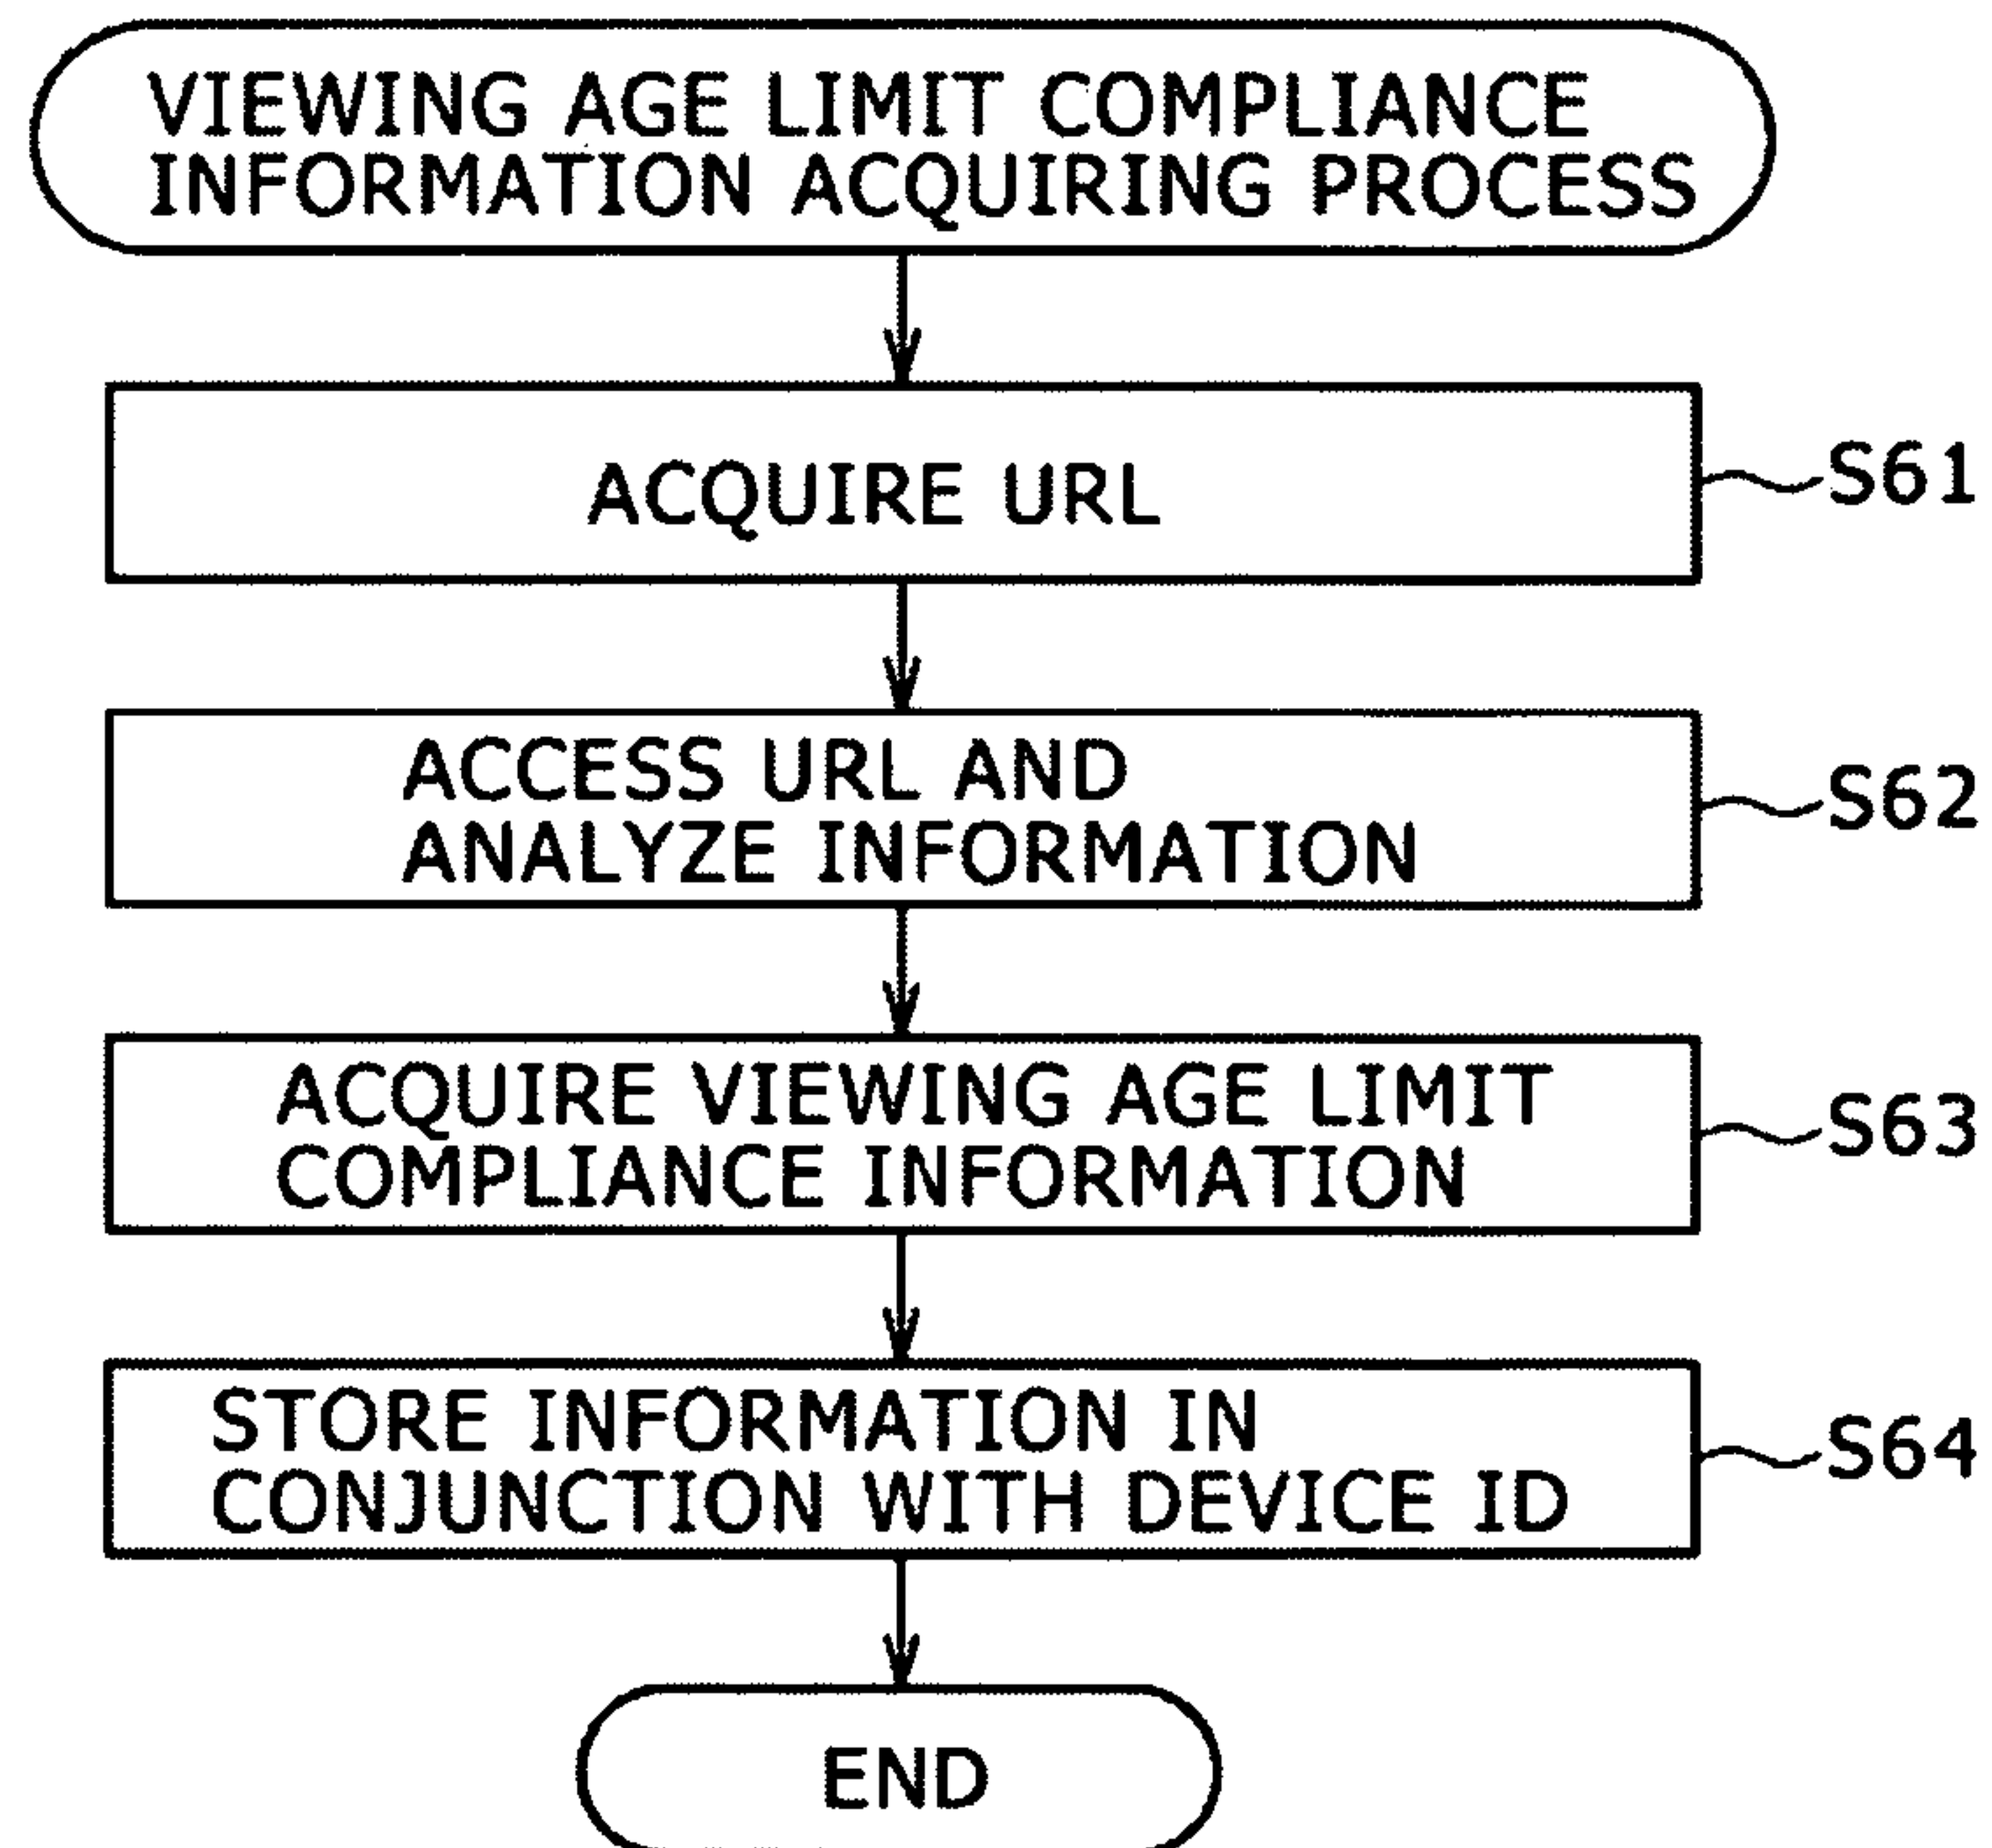 VIEWING AGE LIMIT COMPLIANCE
INFORMATION ACQUIRING PROCESS
ACQUIRE URL
S61
ACCESS URL AND
ANALYZE INFORMATION
S62
ACQUIRE VIEWING AGE LIMIT
COMPLIANCE INFORMATION
S63
STORE INFORMATION IN
CONJUNCTION WITH DEVICE ID
S64
END